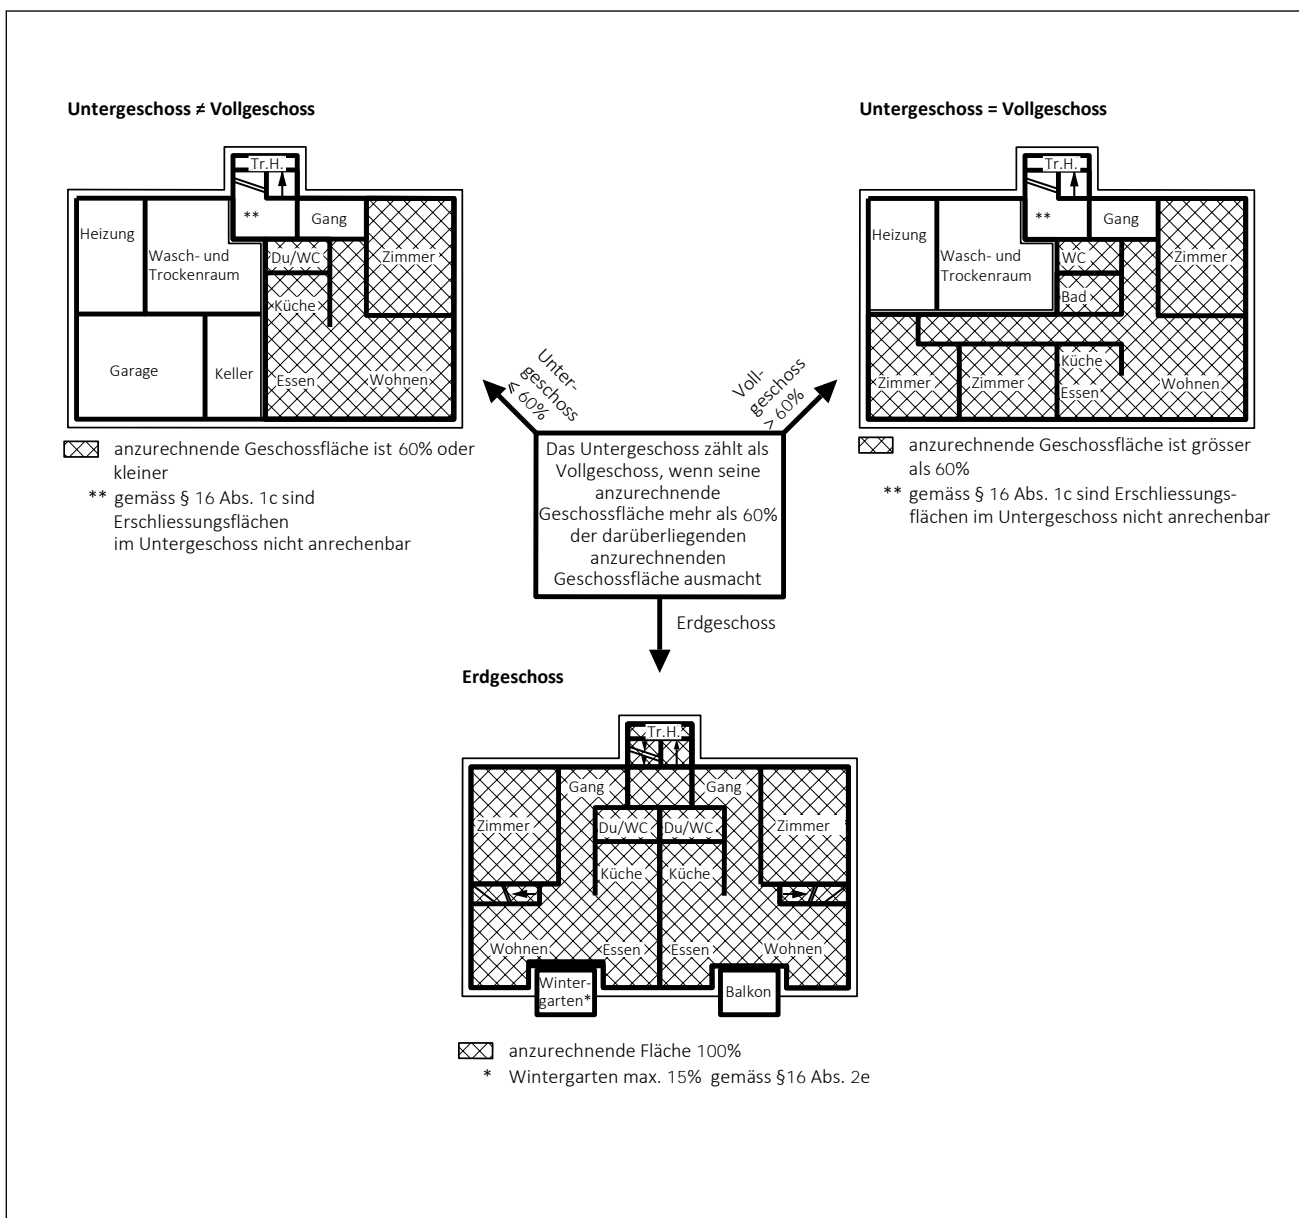 Untergeschoss ≠ Vollgeschoss
Tr.H.
**
Gang
Heizung
Wasch- und
Trockenraum
Du/WC
Zimmer
Küche
Garage
Keller
Essen
Wohnen
anzurechnende Geschossfläche ist 60% oder
kleiner
** gemäss § 16 Abs. 1c sind
Erschliessungsflächen
im Untergeschoss nicht anrechenbar
Untergeschoss = Vollgeschoss
Tr.H.
**
Gang
Heizung
Wasch- und
Trockenraum
WC
Zimmer
Bad
Küche
Zimmer
Zimmer
Essen
Wohnen
anzurechnende Geschossfläche ist grösser
als 60%
** gemäss § 16 Abs. 1c sind Erschliessungs-
flächen im Untergeschoss nicht anrechenbar
Unter-
geschoss
≤ 60%
Voll-
geschoss
> 60%
Das Untergeschoss zählt als
Vollgeschoss, wenn seine
anzurechnende
Geschossfläche mehr als 60%
der darüberliegenden
anzurechnenden
Geschossfläche ausmacht
Erdgeschoss
Erdgeschoss
Tr.H.
Gang
Gang
Zimmer
Du/WC
Du/WC
Zimmer
Küche
Küche
Wohnen
Essen
Essen
Wohnen
Winter-
garten*
Balkon
anzurechnende Fläche 100%
* Wintergarten max. 15% gemäss §16 Abs. 2e